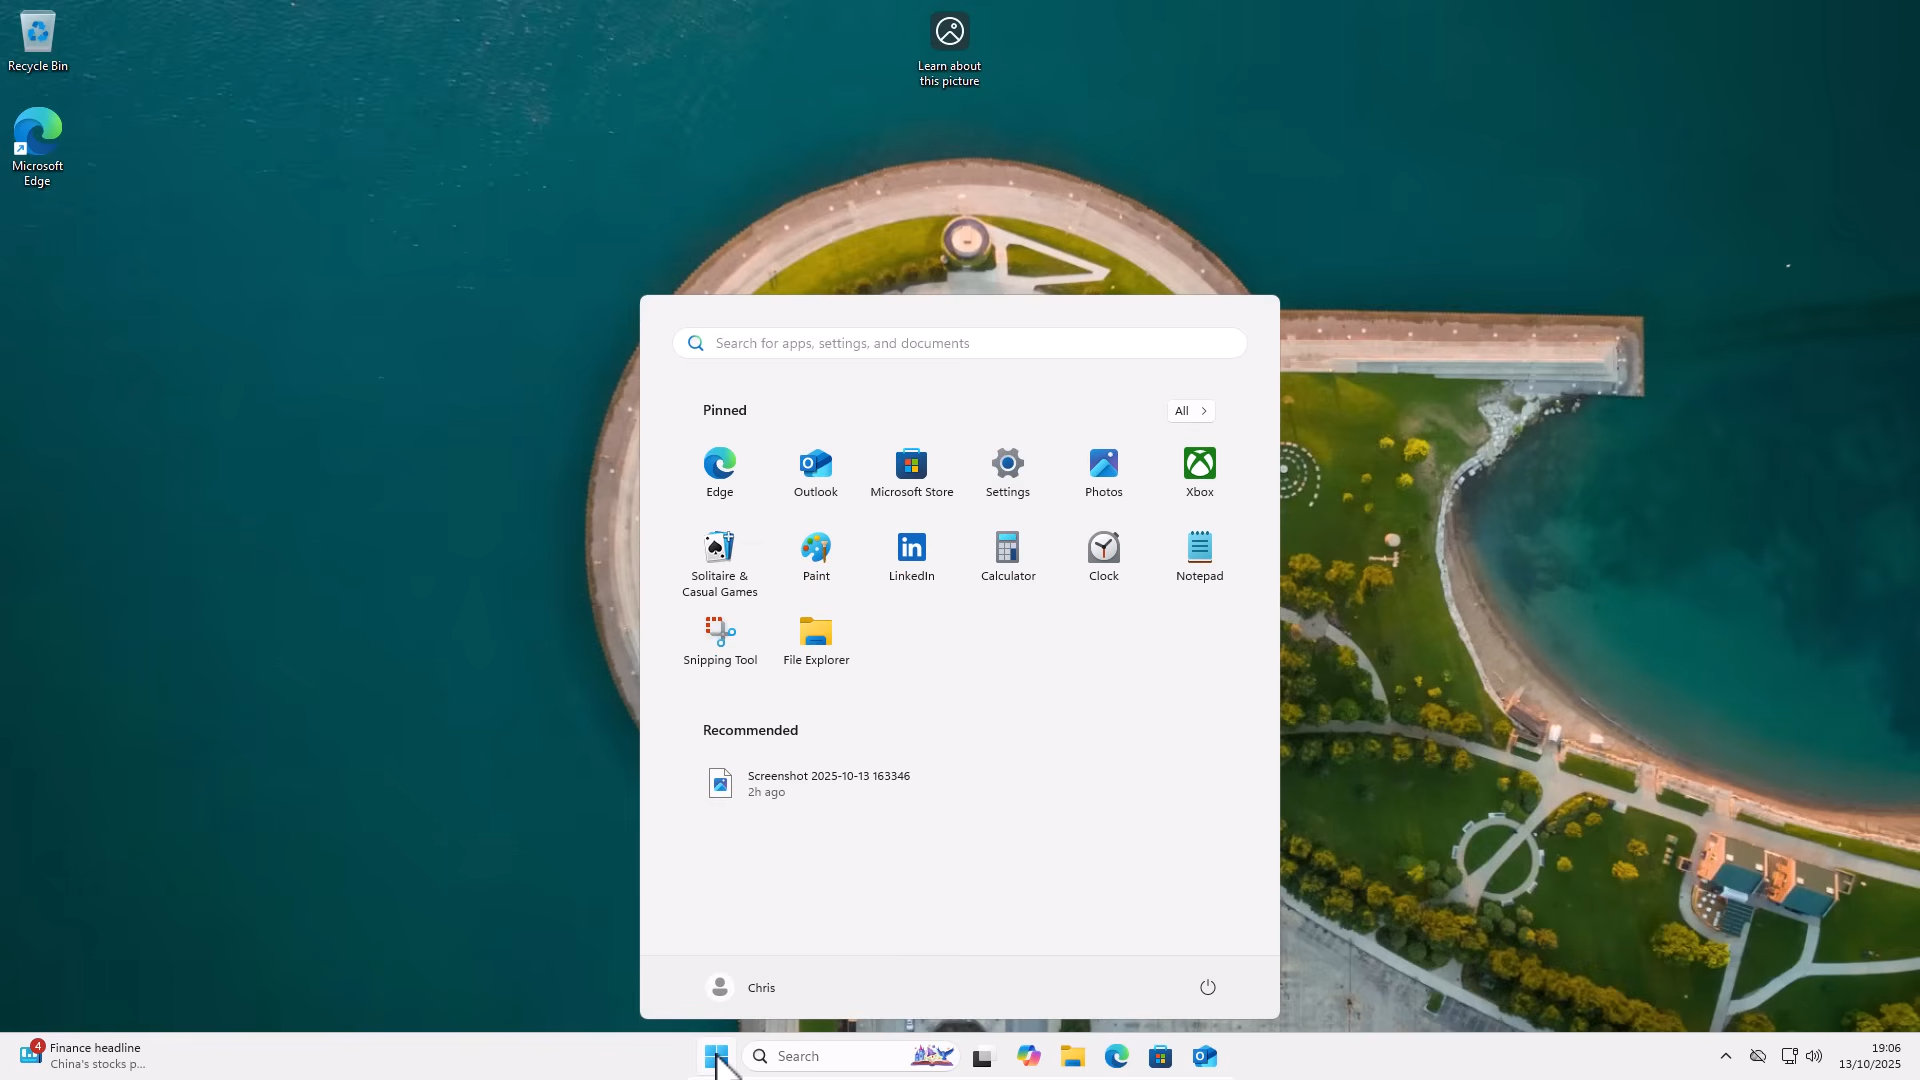 Recycle Bin
Learn about
this picture
Microsoft
Edge
Search for apps, settings, and documents
Pinned
All
Edge
Outlook
Microsoft Store
Settings
Photos
Xbox
Solitaire &
Casual Games
Paint
LinkedIn
Calculator
Clock
Notepad
Snipping Tool
File Explorer
Recommended
Screenshot 2025-10-13 163346
2h ago
Chris
4
Finance headline
China's stocks p...
Search
19:06
13/10/2025